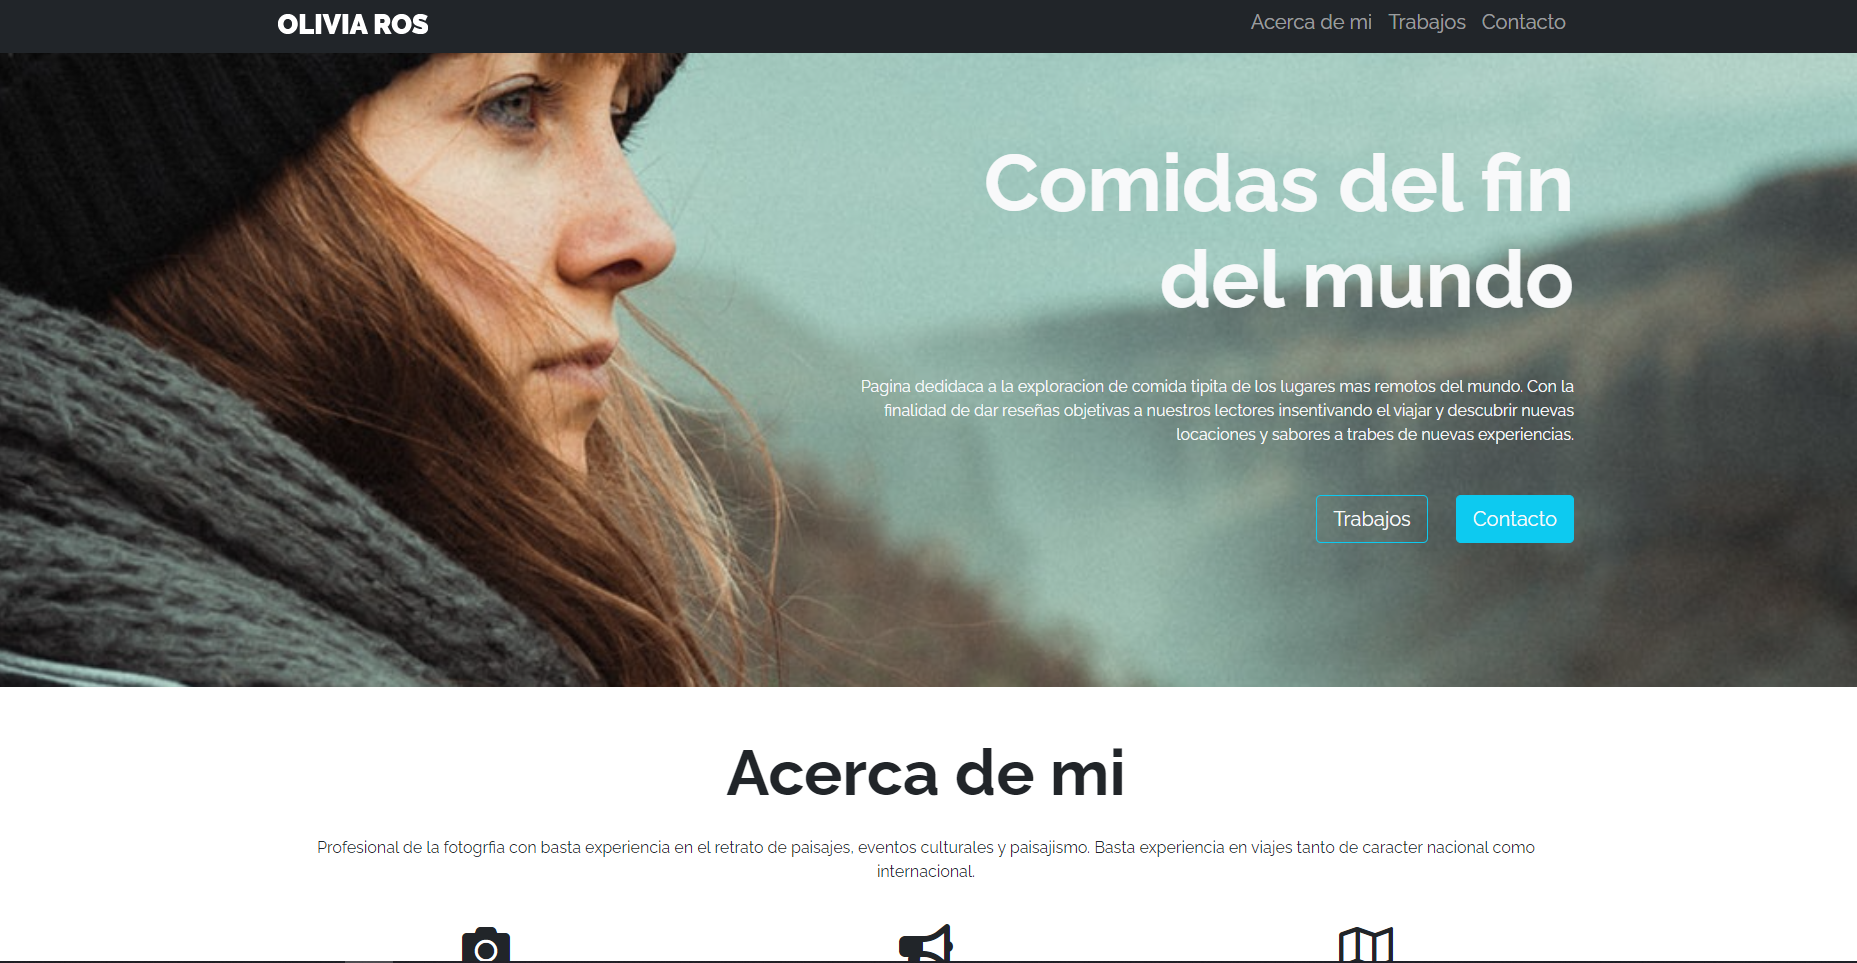 OLIVIA ROS
Acerca de mi Trabajos Contacto
Comidas del fin
del mundo
Pagina dedidaca a la exploracion de comida tipita de los lugares mas remotos del mundo. Con la
finalidad de dar reseñas objetivas a nuestros lectores insentivando el viajar y descubrir nuevas
locaciones y sabores a trabes de nuevas experiencias.
Trabajos Contacto
Acerca de mi
Profesional de la fotogrfia con basta experiencia en el retrato de paisajes, eventos culturales y paisajismo. Basta experiencia en viajes tanto de caracter nacional como
internacional.